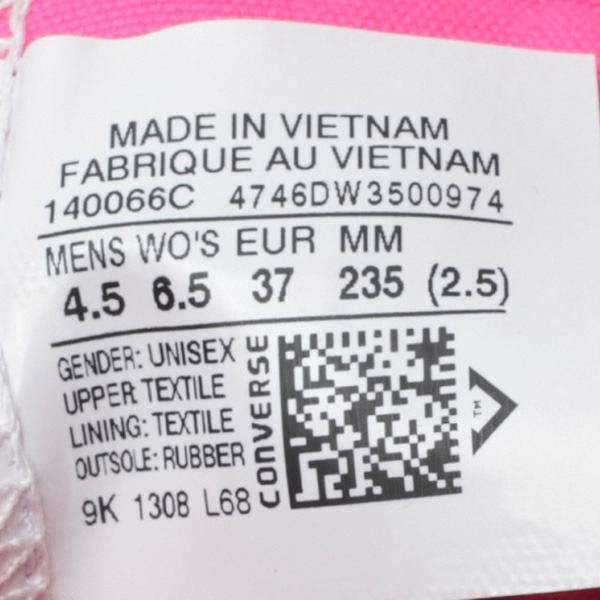 MADE IN VIETNAM
FABRIQUE AU VIETNAM
140066C 4746DW3500974
MENS WO'S EUR MM
4.5 6.5 37 235 (2.5)
GENDER: UNISEX
UPPER: TEXTILE
LINING: TEXTILE
OUTSOLE: RUBBER
9K 1308 L68
CONVERSE
TM